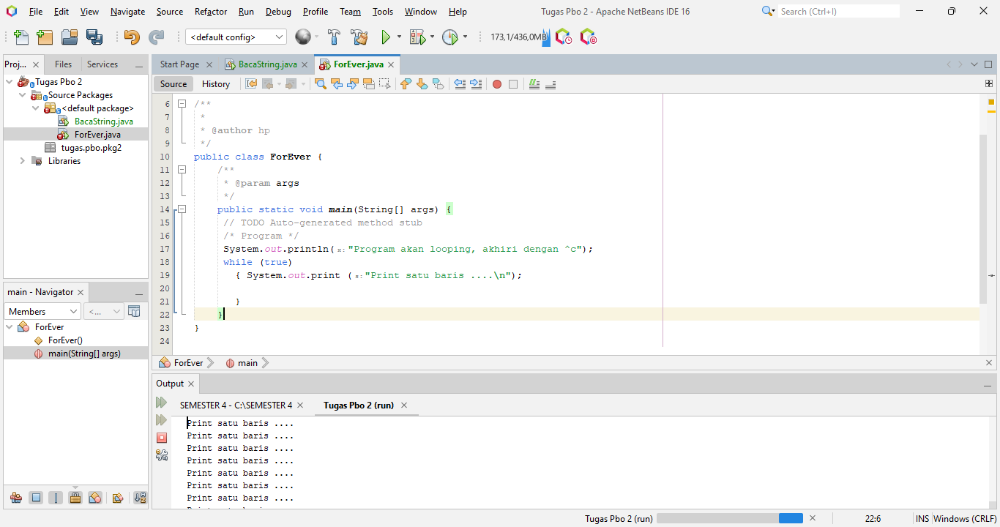 File Edit View Navigate Source Refactor Run Debug Profile Team Tools Window Help Tugas Pbo 2 - Apache NetBeans IDE 16 Search (Ctrl+I)
<default config> 173,1/436,0MB
Proj... Files Services
Tugas Pbo 2
Source Packages
<default package>
BacaString.java
ForEver.java
tugas.pbo.pkg2
Libraries
main - Navigator
Members <...
ForEver
ForEver()
main(String[] args)
Start Page BacaString.java ForEver.java
Source History
6 /**
7 *
8 * @author hp
9 */
10 public class ForEver {
11 /**
12 * @param args
13 */
14 public static void main(String[] args) {
15 // TODO Auto-generated method stub
16 /* Program */
17 System.out.println( x: "Program akan looping, akhiri dengan ^c");
18 while (true)
19 { System.out.print ( s: "Print satu baris ....\n");
20
21 }
22 }
23 }
24
ForEver main
Output
SEMESTER 4 - C:\SEMESTER 4 Tugas Pbo 2 (run)
Print satu baris ....
Print satu baris ....
Print satu baris ....
Print satu baris ....
Print satu baris ....
Print satu baris ....
Print satu baris ....
Tugas Pbo 2 (run) 22:6 INS Windows (CRLF)